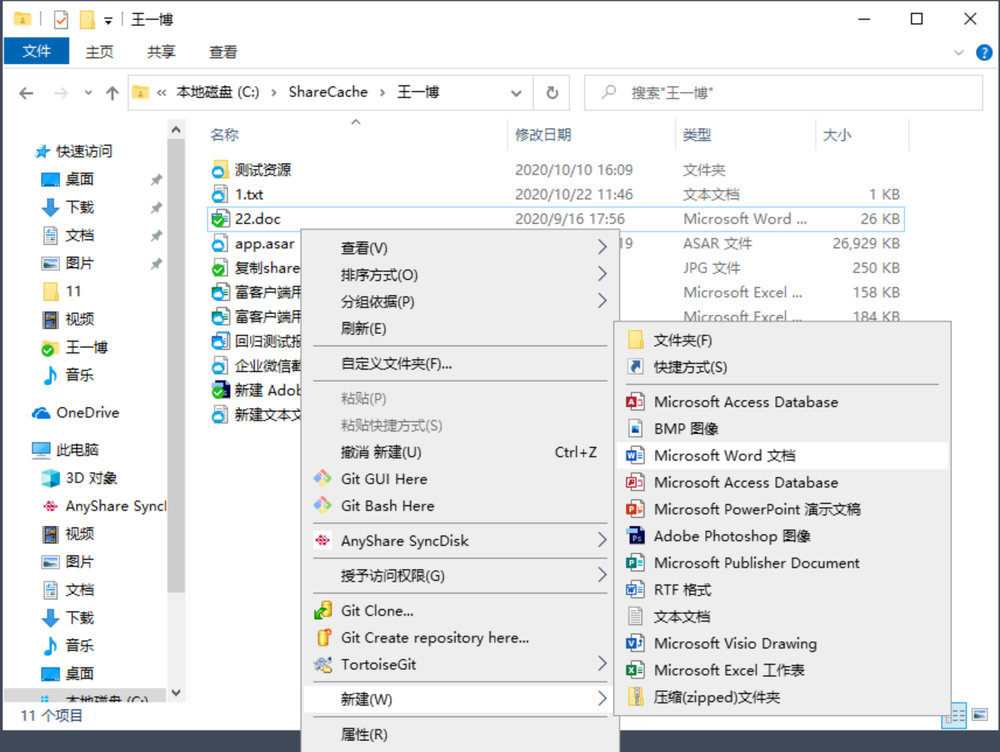 王一博
文件 主页 共享 查看
« 本地磁盘 (C:) › ShareCache › 王一博
搜索"王一博"
名称 修改日期 类型 大小
快速访问
桌面
下载
文档
图片
11
视频
王一博
音乐
OneDrive
此电脑
3D 对象
AnyShare Syncl
视频
图片
文档
下载
音乐
桌面
本地磁盘 (C:)
11 个项目
测试资源 2020/10/10 16:09 文件夹
1.txt 2020/10/22 11:46 文本文档 1 KB
22.doc 2020/9/16 17:56 Microsoft Word ... 26 KB
app.asar 19 ASAR 文件 26,929 KB
复制share JPG 文件 250 KB
富客户端用 Microsoft Excel ... 158 KB
富客户端用 Microsoft Excel ... 184 KB
回归测试报
企业微信截
新建 Adob
新建文本文
查看(V)
排序方式(O)
分组依据(P)
刷新(E)
自定义文件夹(F)...
粘贴(P)
粘贴快捷方式(S)
撤消 新建(U) Ctrl+Z
Git GUI Here
Git Bash Here
AnyShare SyncDisk
授予访问权限(G)
Git Clone...
Git Create repository here...
TortoiseGit
新建(W)
属性(R)
文件夹(F)
快捷方式(S)
Microsoft Access Database
BMP 图像
Microsoft Word 文档
Microsoft Access Database
Microsoft PowerPoint 演示文稿
Adobe Photoshop 图像
Microsoft Publisher Document
RTF 格式
文本文档
Microsoft Visio Drawing
Microsoft Excel 工作表
压缩(zipped)文件夹